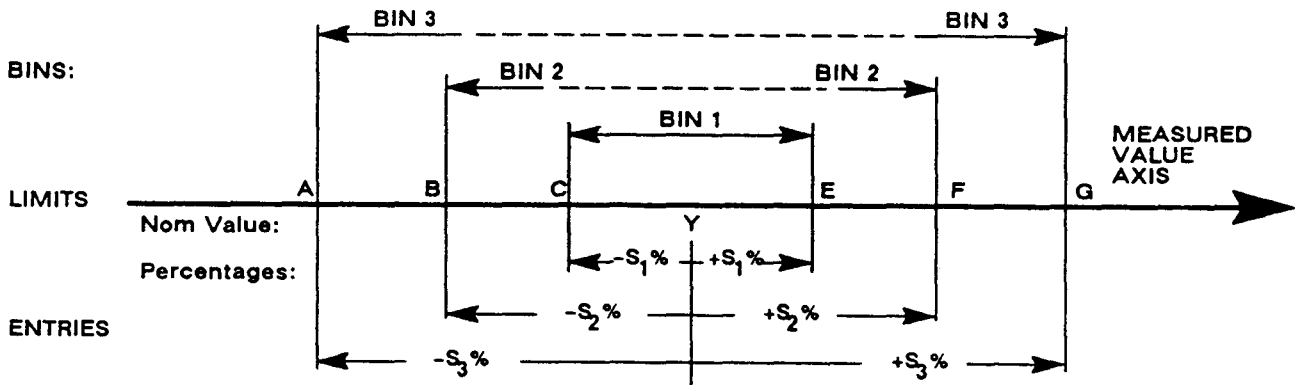 BIN 3 BIN 3
BINS:
BIN 2 BIN 2
BIN 1
MEASURED
VALUE
AXIS
A B C E F G
LIMITS
Nom Value: Y
Percentages: -S₁% +S₁%
-S₂% +S₂%
ENTRIES
-S₃% +S₃%